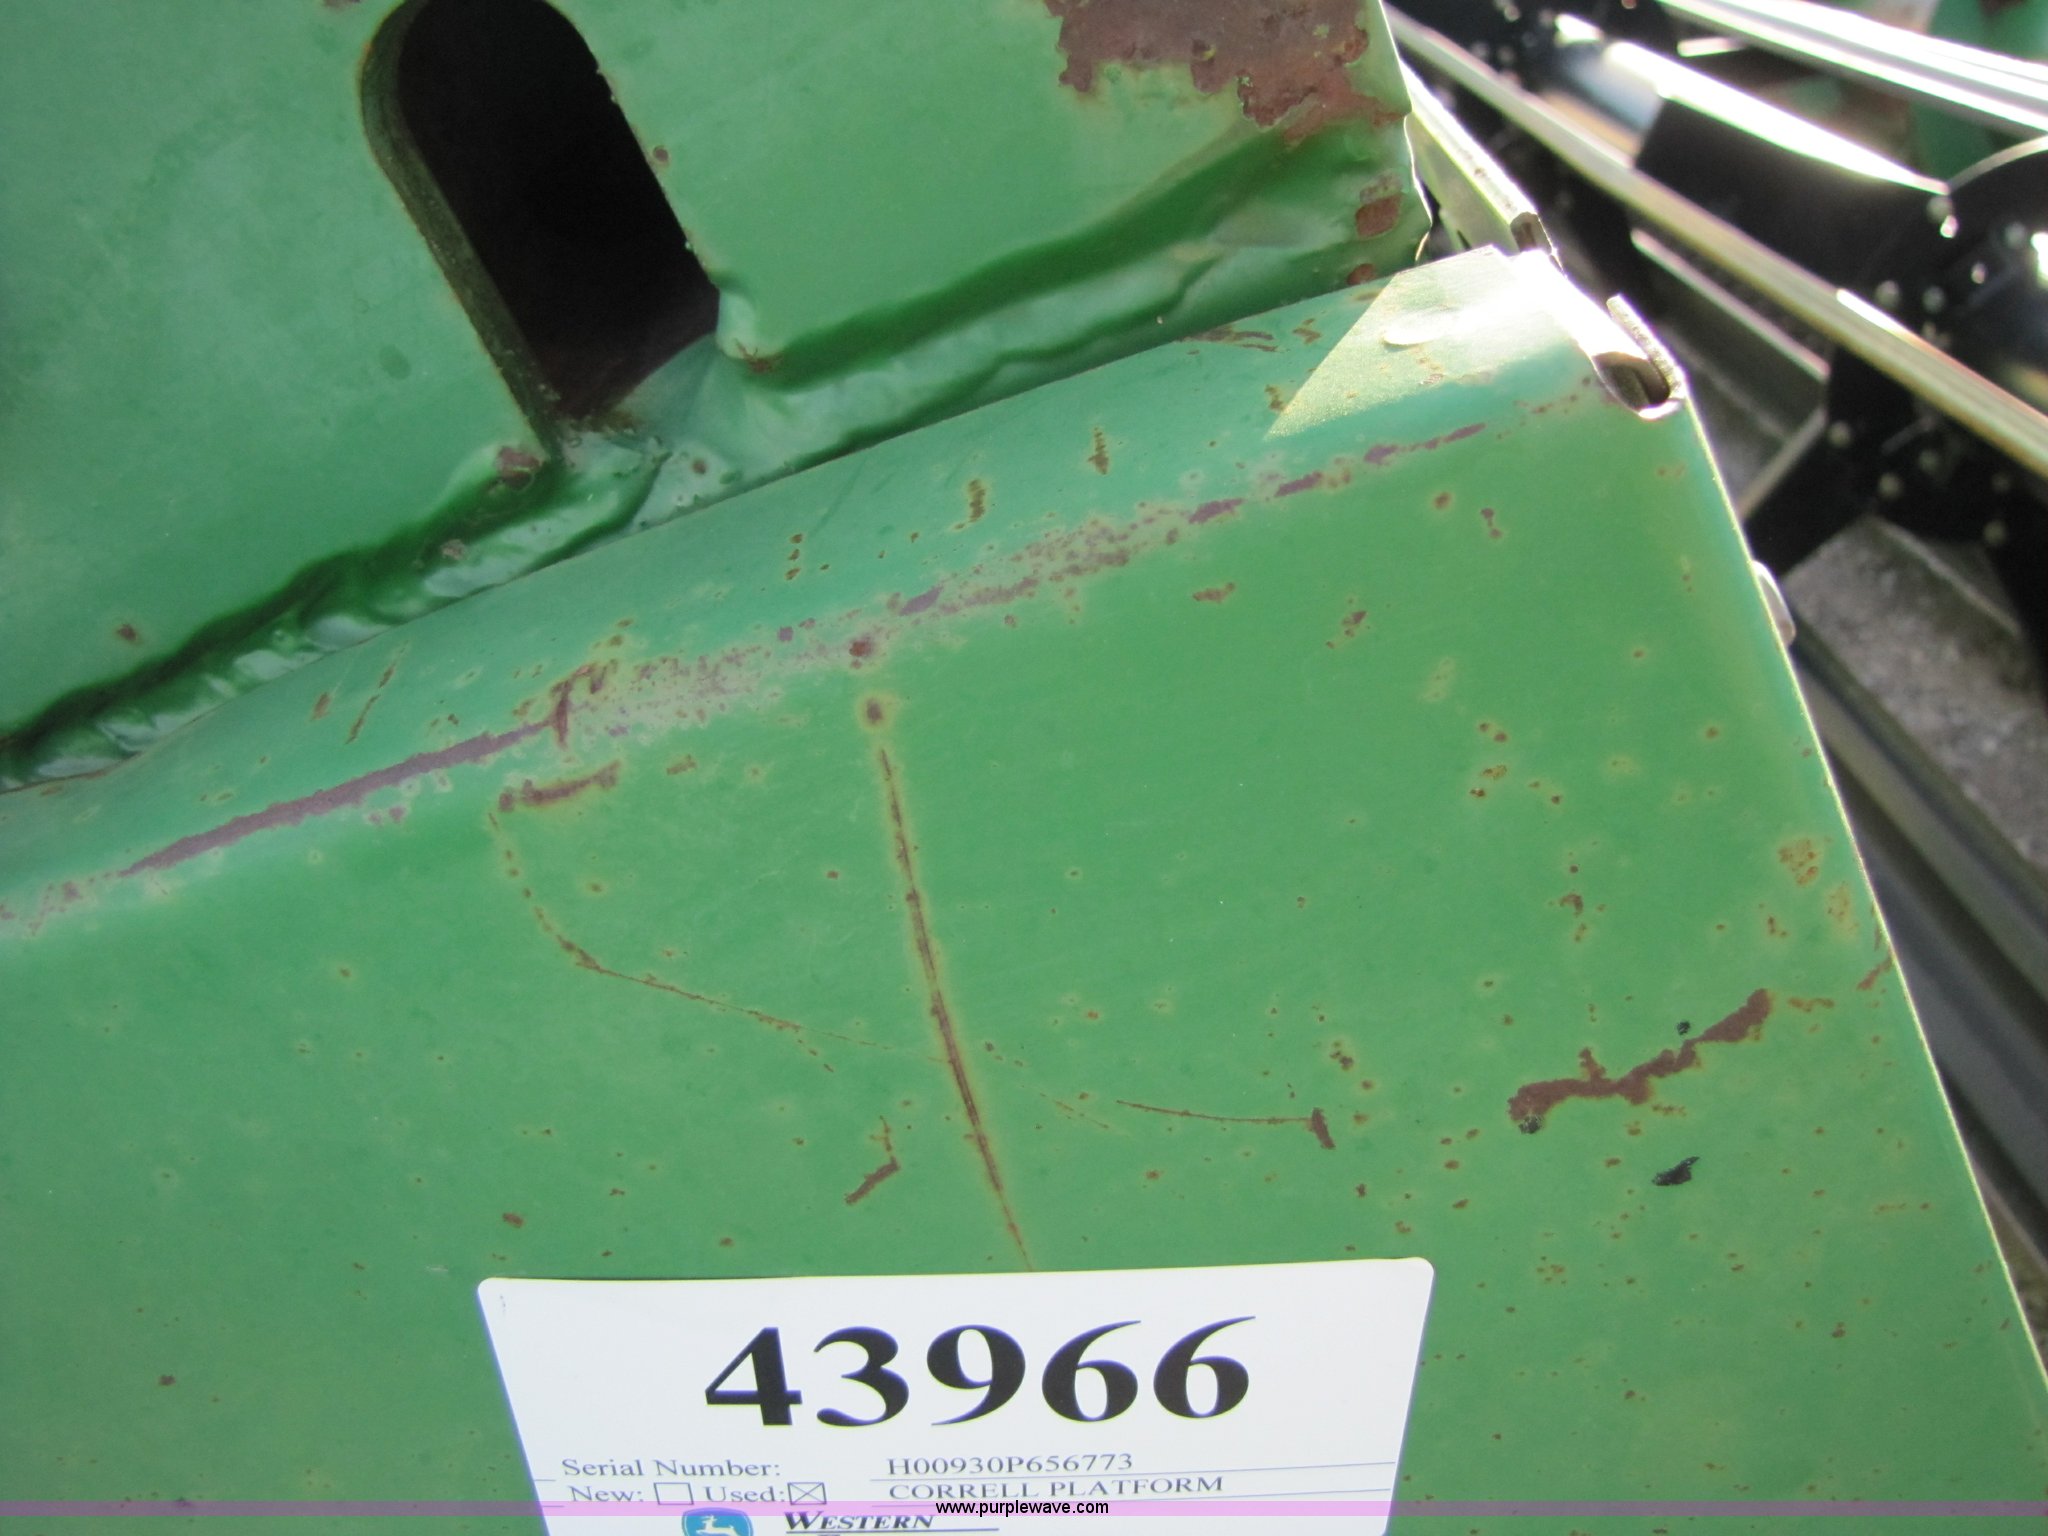 43966
Serial Number: H00930P656773
New: Used: CORRELL PLATFORM
WESTERN
www.purplewave.com